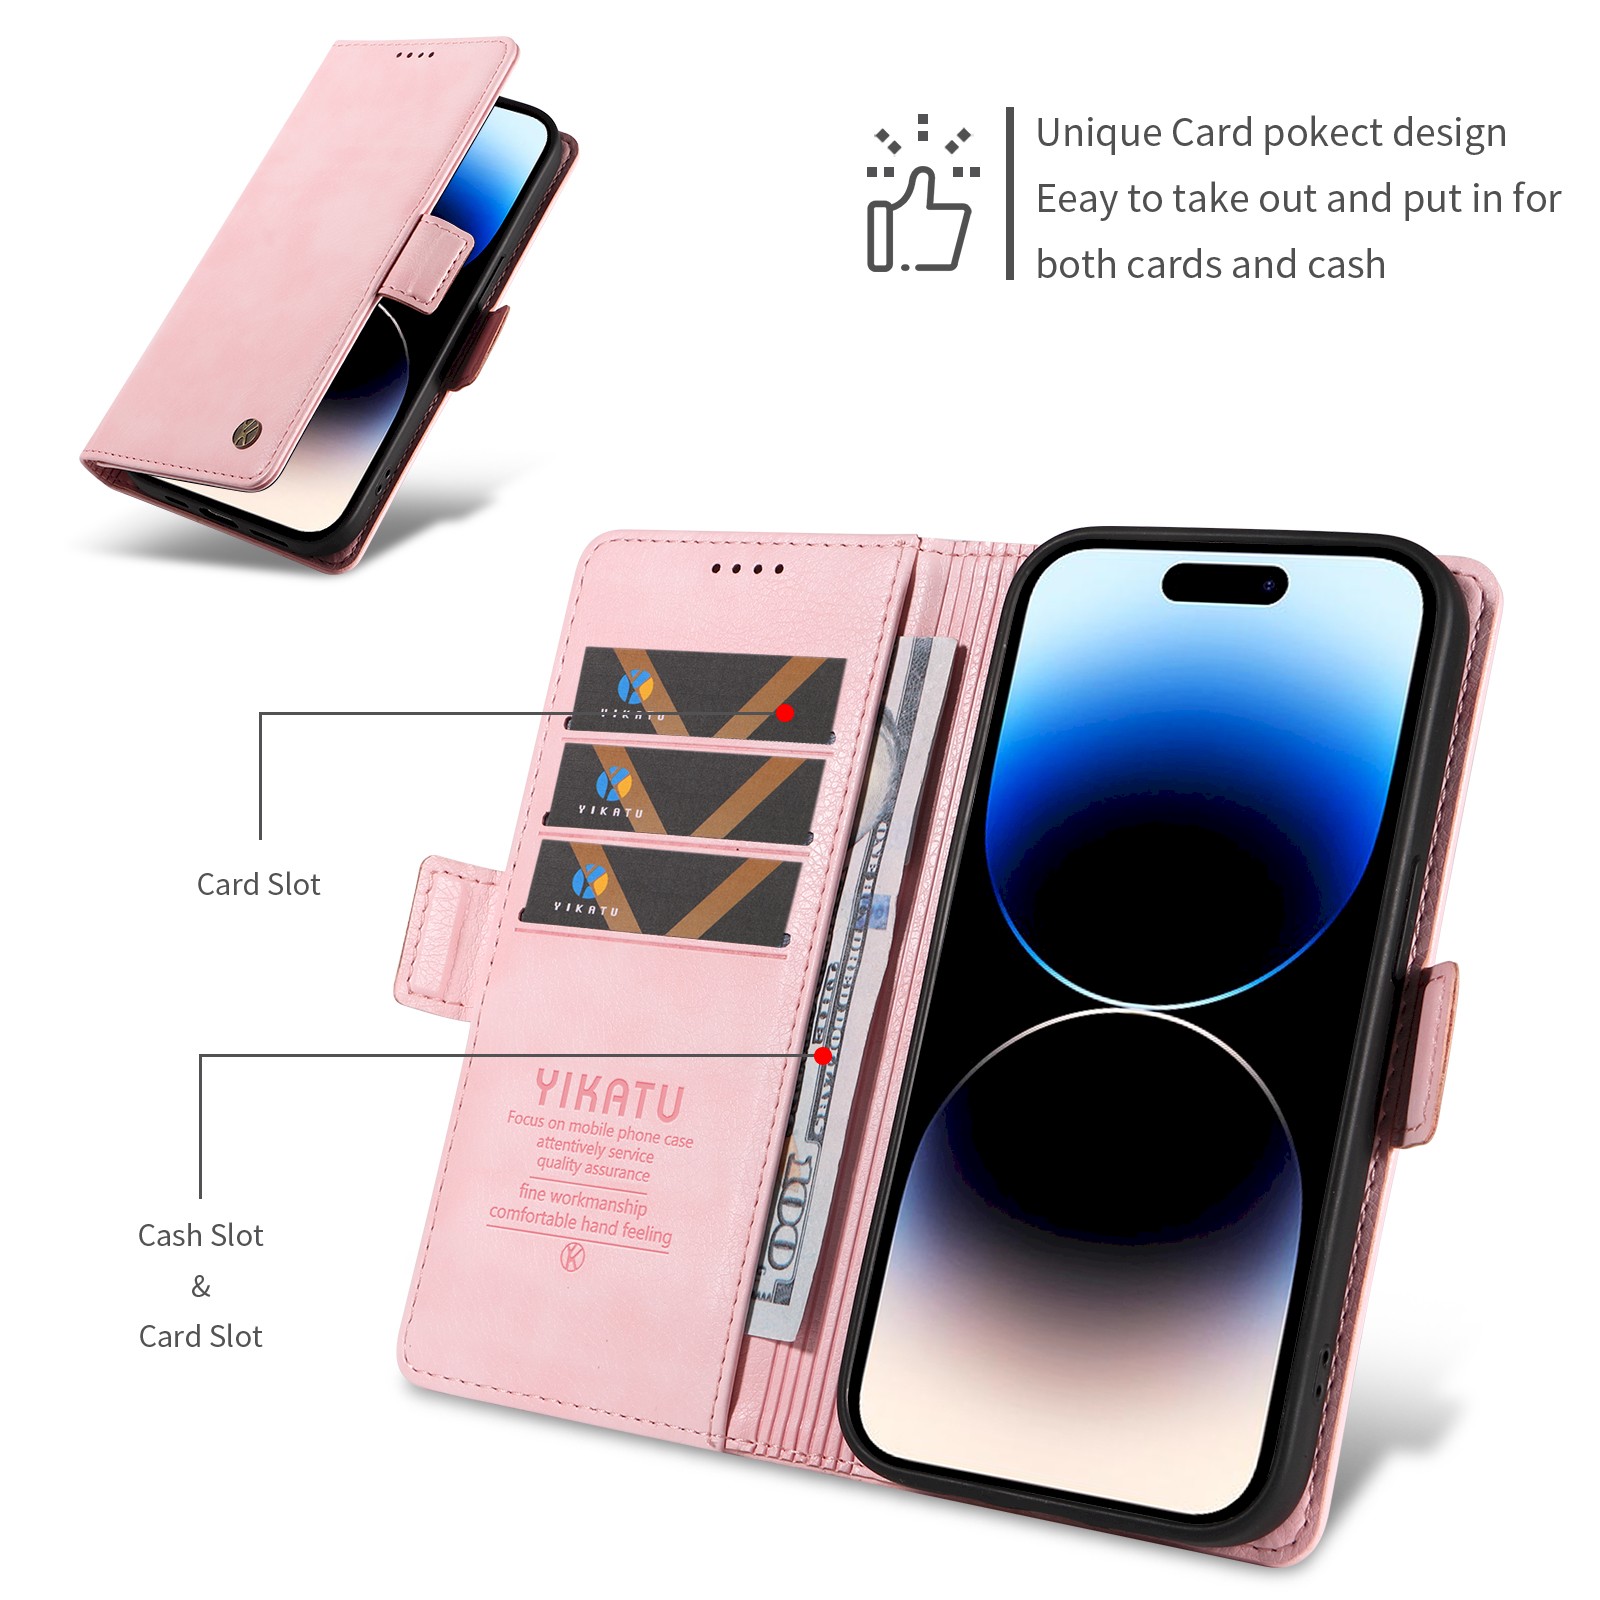 Unique Card pokect design
Eeay to take out and put in for
both cards and cash
YIKATU
YIKATU
YIKATU
Card Slot
YIKATU
Focus on mobile phone case
attentively service
quality assurance
fine workmanship
comfortable hand feeling
100
Cash Slot
&
Card Slot